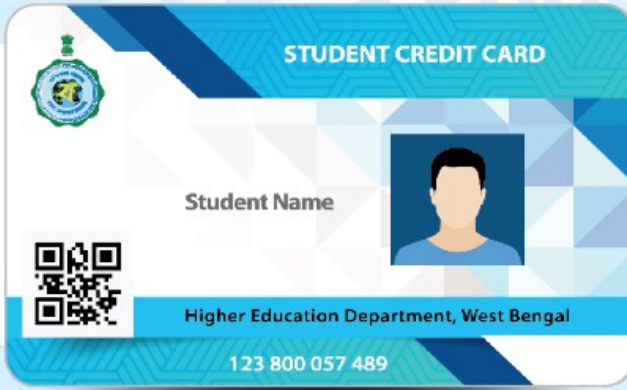 STUDENT CREDIT CARD
Student Name
Higher Education Department, West Bengal
123 800 057 489